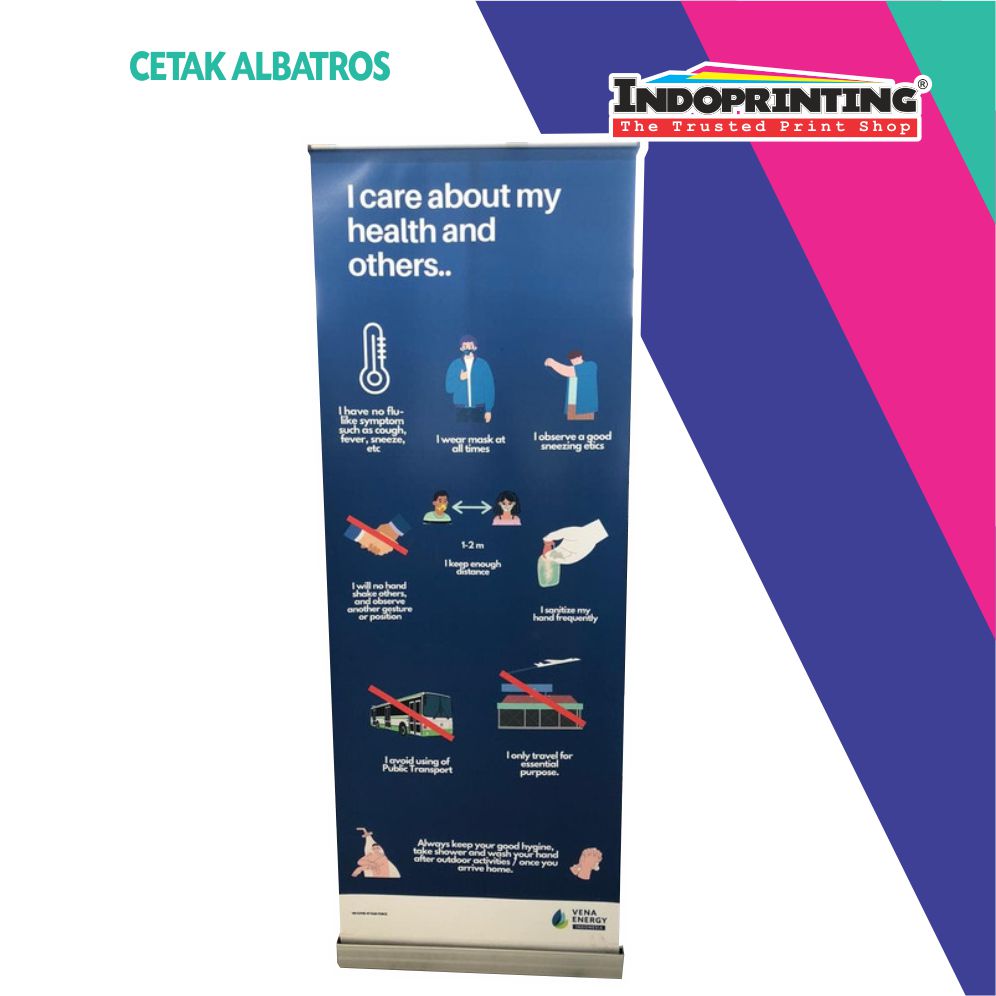 CETAK ALBATROS
INDOPRINTING®
The Trusted Print Shop
I care about my
health and
others..
I have no flu-
like symptom
such as cough,
fever, sneeze,
etc
I wear mask at
all times
I observe a good
sneezing etics
1-2 m
I keep enough
distance
I will no hand
shake others,
and observe
another gesture
or position
I sanitize my
hand frequently
I avoid using of
Public Transport
I only travel for
essential
purpose.
Always keep your good hygine,
take shower and wash your hand
after outdoor activities / once you
arrive home.
VENA
ENERGY
INDONESIA